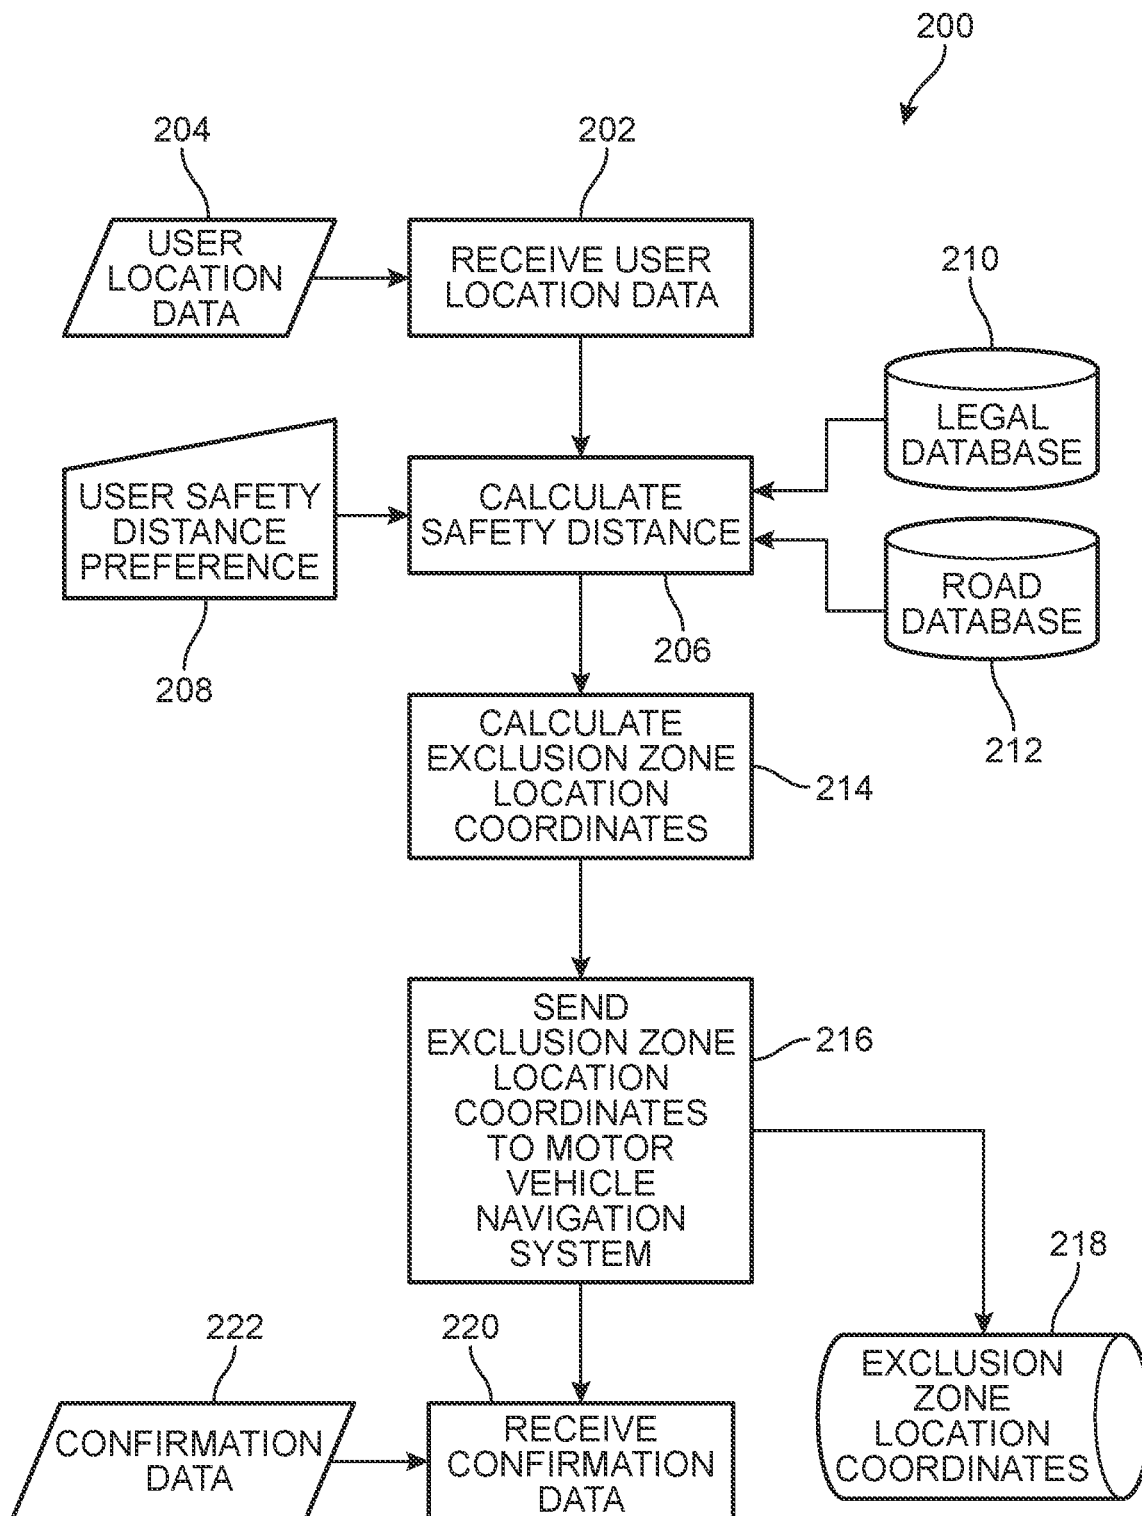 200
204
202
USER
LOCATION
DATA
RECEIVE USER
LOCATION DATA
210
LEGAL
DATABASE
USER SAFETY
DISTANCE
PREFERENCE
CALCULATE
SAFETY DISTANCE
ROAD
DATABASE
206
208
212
CALCULATE
EXCLUSION ZONE
LOCATION
COORDINATES
214
SEND
EXCLUSION ZONE
LOCATION
COORDINATES
TO MOTOR
VEHICLE
NAVIGATION
SYSTEM
216
218
222
220
EXCLUSION
ZONE
LOCATION
COORDINATES
CONFIRMATION
DATA
RECEIVE
CONFIRMATION
DATA